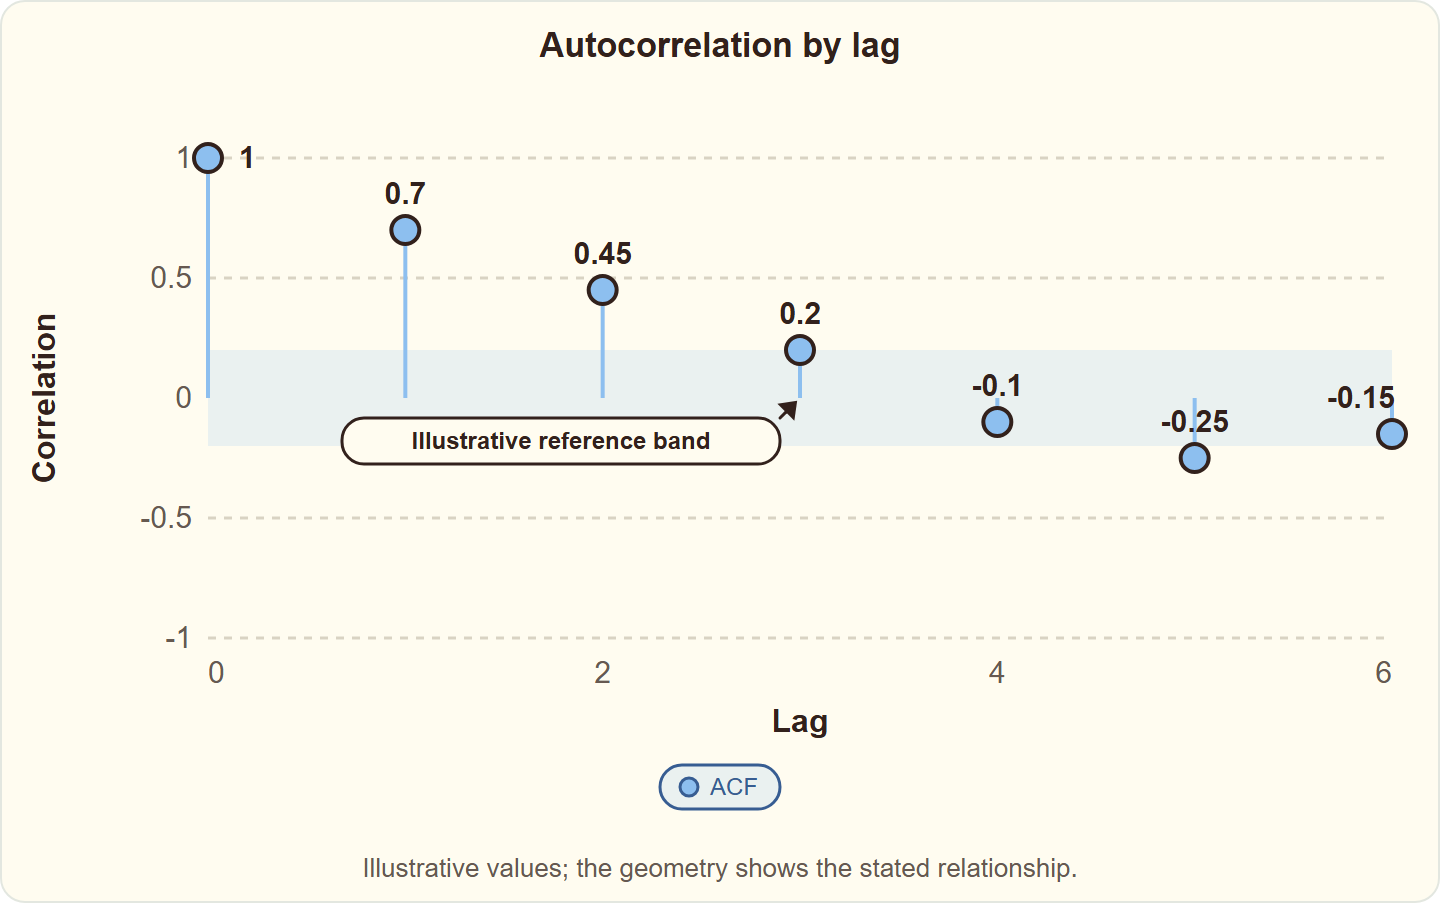 Autocorrelation by lag
1
1
0.7
0.45
0.5
0.2
Correlation
0
-0.1
-0.15
-0.25
Illustrative reference band
-0.5
-1
0
2
4
6
Lag
ACF
Illustrative values; the geometry shows the stated relationship.